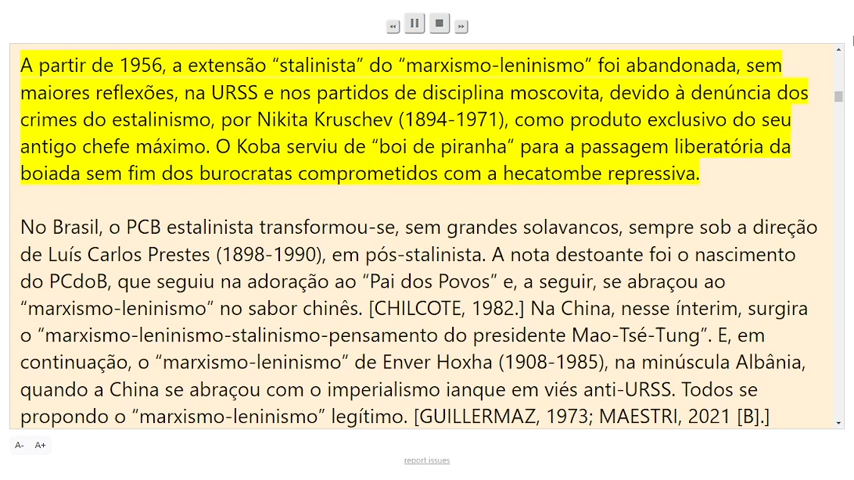 A partir de 1956, a extensão “stalinista” do “marxismo-leninismo” foi abandonada, sem
maiores reflexões, na URSS e nos partidos de disciplina moscovita, devido à denúncia dos
crimes do estalinismo, por Nikita Kruschev (1894-1971), como produto exclusivo do seu
antigo chefe máximo. O Koba serviu de “boi de piranha” para a passagem liberatória da
boiada sem fim dos burocratas comprometidos com a hecatombe repressiva.
No Brasil, o PCB estalinista transformou-se, sem grandes solavancos, sempre sob a direção
de Luís Carlos Prestes (1898-1990), em pós-stalinista. A nota destoante foi o nascimento
do PCdoB, que seguiu na adoração ao “Pai dos Povos” e, a seguir, se abraçou ao
“marxismo-leninismo” no sabor chinês. [CHILCOTE, 1982.] Na China, nesse ínterim, surgira
o “marxismo-leninismo-stalinismo-pensamento do presidente Mao-Tsé-Tung”. E, em
continuação, o “marxismo-leninismo” de Enver Hoxha (1908-1985), na minúscula Albânia,
quando a China se abraçou com o imperialismo ianque em viés anti-URSS. Todos se
propondo o “marxismo-leninismo” legítimo. [GUILLERMAZ, 1973; MAESTRI, 2021 [B].]
A- A+
report issues